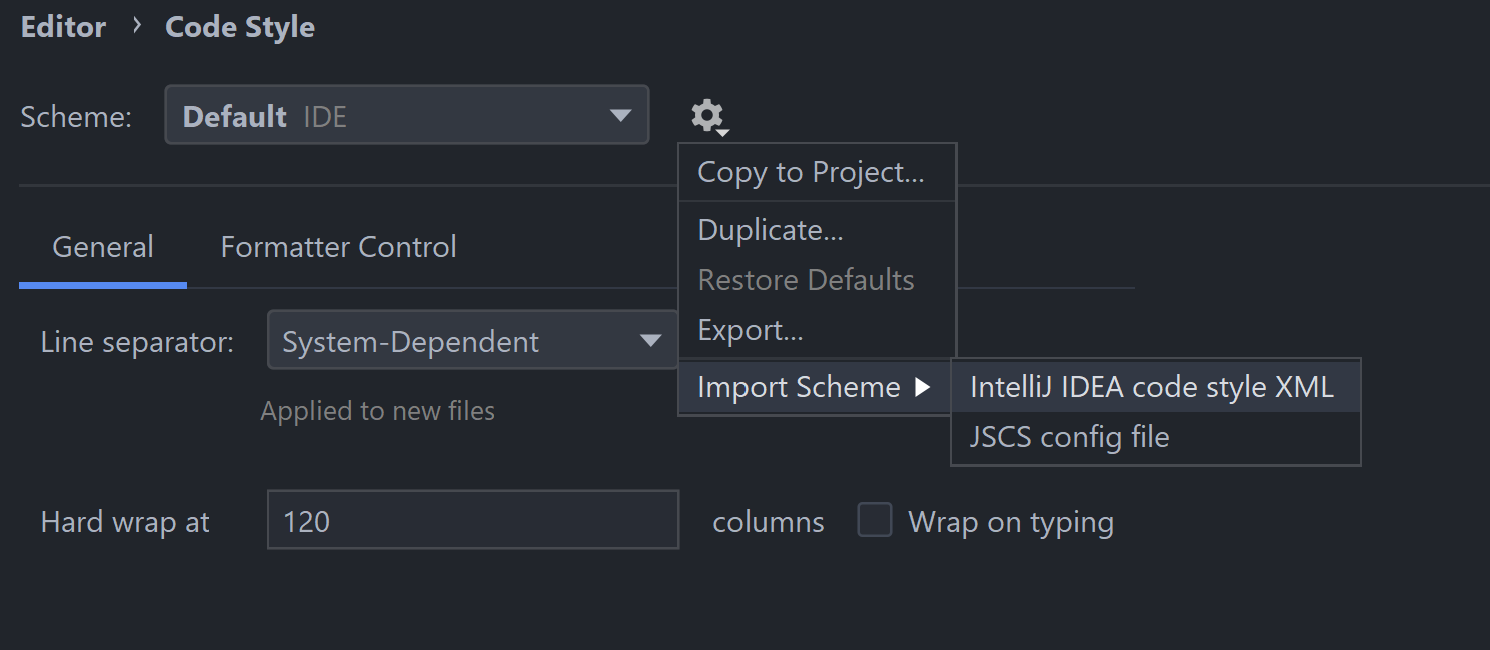 Editor › Code Style
Scheme: Default IDE
Copy to Project...
Duplicate...
Restore Defaults
Export...
Import Scheme
IntelliJ IDEA code style XML
JSCS config file
General Formatter Control
Line separator: System-Dependent
Applied to new files
Hard wrap at 120 columns Wrap on typing